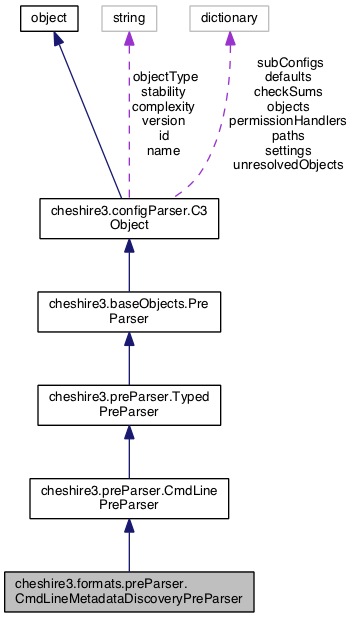 object
string
dictionary
objectType
stability
complexity
version
id
name
subConfigs
defaults
checkSums
objects
permissionHandlers
paths
settings
unresolvedObjects
cheshire3.configParser.C3
Object
cheshire3.baseObjects.Pre
Parser
cheshire3.preParser.Typed
PreParser
cheshire3.preParser.CmdLine
PreParser
cheshire3.formats.preParser.
CmdLineMetadataDiscoveryPreParser